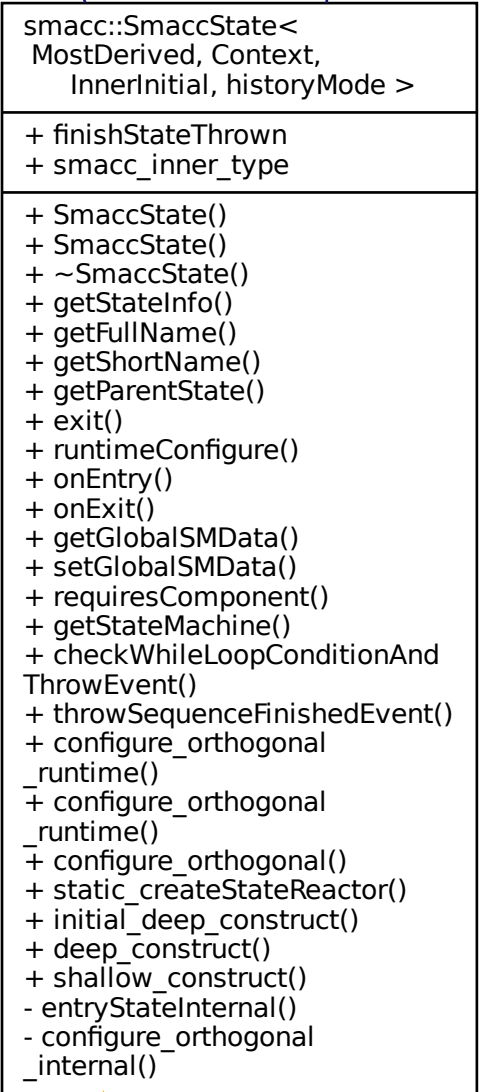 smacc::SmaccState<
MostDerived, Context,
InnerInitial, historyMode >
+ finishStateThrown
+ smacc_inner_type
+ SmaccState()
+ SmaccState()
+ ~SmaccState()
+ getStateInfo()
+ getFullName()
+ getShortName()
+ getParentState()
+ exit()
+ runtimeConfigure()
+ onEntry()
+ onExit()
+ getGlobalSMData()
+ setGlobalSMData()
+ requiresComponent()
+ getStateMachine()
+ checkWhileLoopConditionAnd
ThrowEvent()
+ throwSequenceFinishedEvent()
+ configure_orthogonal
_runtime()
+ configure_orthogonal
_runtime()
+ configure_orthogonal()
+ static_createStateReactor()
+ initial_deep_construct()
+ deep_construct()
+ shallow_construct()
- entryStateInternal()
- configure_orthogonal
_internal()